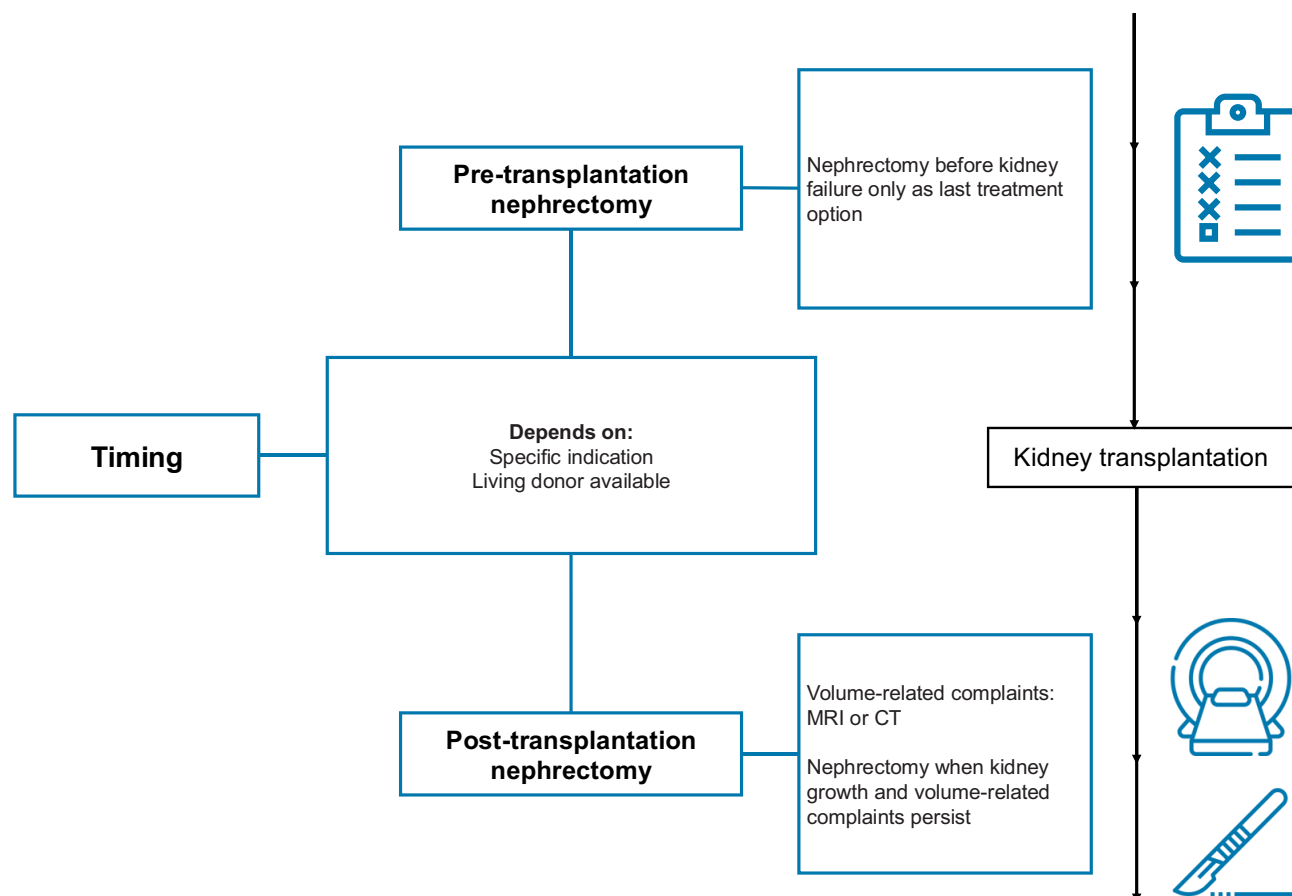 Pre-transplantation
nephrectomy
Nephrectomy before kidney
failure only as last treatment
option
Timing
Depends on:
Specific indication
Living donor available
Kidney transplantation
Post-transplantation
nephrectomy
Volume-related complaints:
MRI or CT
Nephrectomy when kidney
growth and volume-related
complaints persist